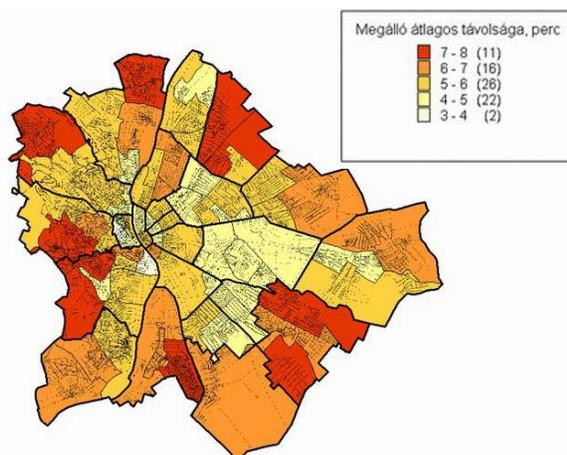 Megálló átlagos távolsága, perc
7 - 8 (11)
6 - 7 (16)
5 - 6 (26)
4 - 5 (22)
3 - 4 (2)